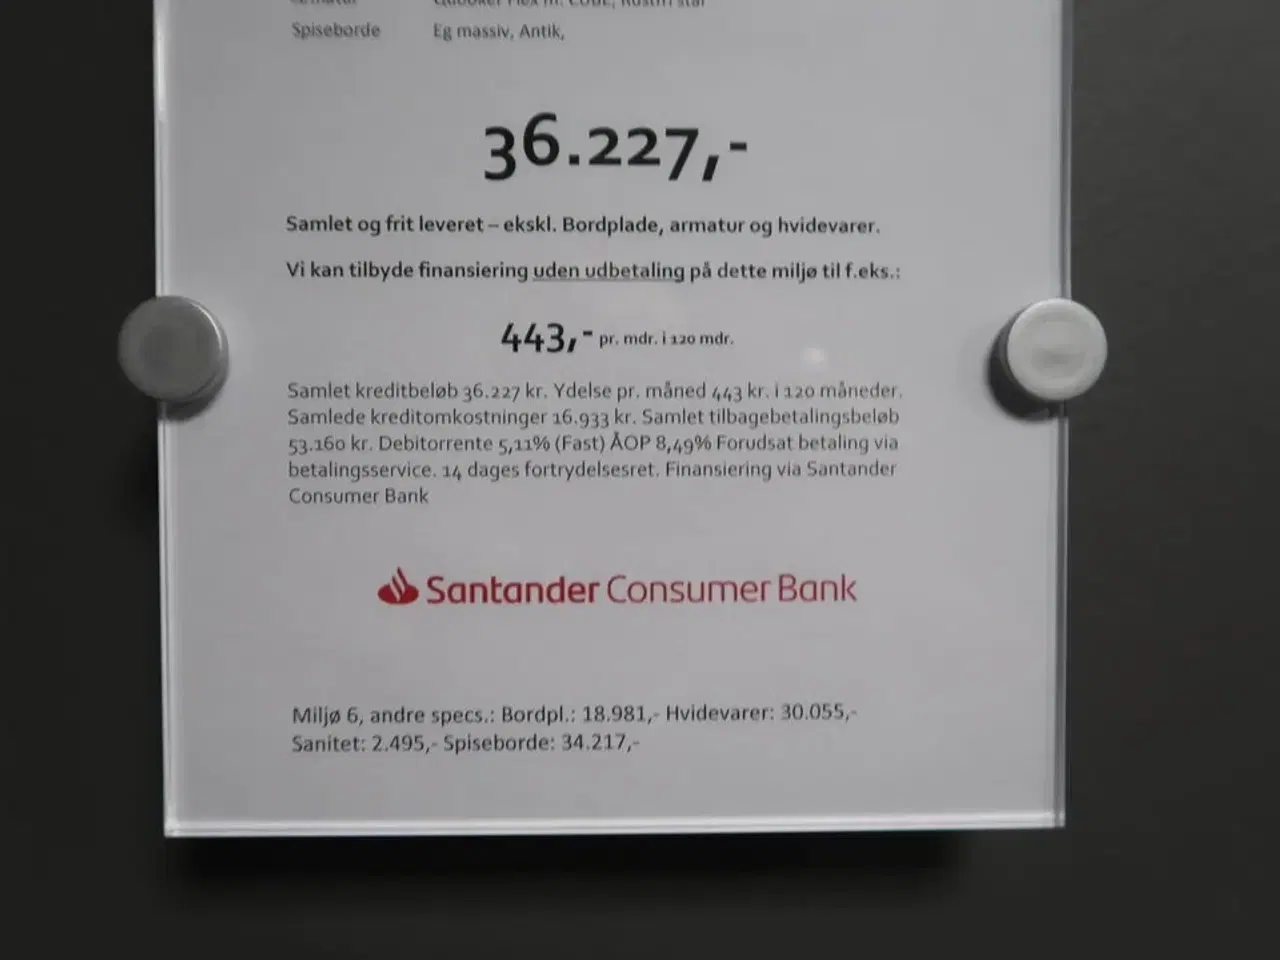 Spiseborde Eg massiv, Antik,
36.227,-
Samlet og frit leveret – ekskl. Bordplade, armatur og hvidevarer.
Vi kan tilbyde finansiering uden udbetaling på dette miljø til f.eks.:
443,- pr. mdr. i 120 mdr.
Samlet kreditbeløb 36.227 kr. Ydelse pr. måned 443 kr. i 120 måneder.
Samlede kreditomkostninger 16.933 kr. Samlet tilbagebetalingsbeløb
53.160 kr. Debitorrente 5,11% (Fast) ÅOP 8,49% Forudsat betaling via
betalingsservice. 14 dages fortrydelsesret. Finansiering via Santander
Consumer Bank
Santander Consumer Bank
Miljø 6, andre specs.: Bordpl.: 18.981,- Hvidevarer: 30.055,-
Sanitet: 2.495,- Spiseborde: 34.217,-